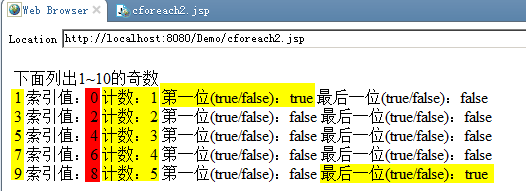 Web Browser cforeach2.jsp
Location http://localhost:8080/Demo/cforeach2.jsp
下面列出1~10的奇数
1 索引值：0 计数：1 第一位(true/false)：true 最后一位(true/false)：false
3 索引值：2 计数：2 第一位(true/false)：false 最后一位(true/false)：false
5 索引值：4 计数：3 第一位(true/false)：false 最后一位(true/false)：false
7 索引值：6 计数：4 第一位(true/false)：false 最后一位(true/false)：false
9 索引值：8 计数：5 第一位(true/false)：false 最后一位(true/false)：true